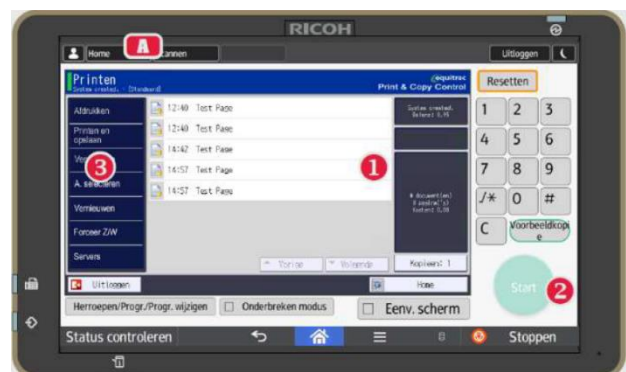 RICOH
Home
A
Uitloggen
Printen
equitrac
Print & Copy Control
Resetten
Afdrukken
12:40 Test Page
1
2
3
Printen en
opslaan
12:40 Test Page
14:42 Test Page
4
5
6
3
14:57 Test Page
1
7
8
9
A. selecteren
14:57 Test Page
Vernieuwen
./*
0
#
Forceer Z/W
C
Voorbeeldkopi
e
Servers
Vorige
Volgende
Kopieen: 1
Uitloggen
Home
Start
2
Herroepen/Progr./Progr. wijzigen
Onderbreken modus
Eenv. scherm
Status controleren
Stoppen